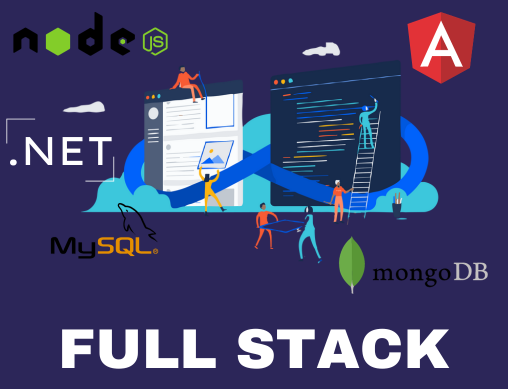 node
JS
A
.NET
MySQL®
mongoDB
FULL STACK